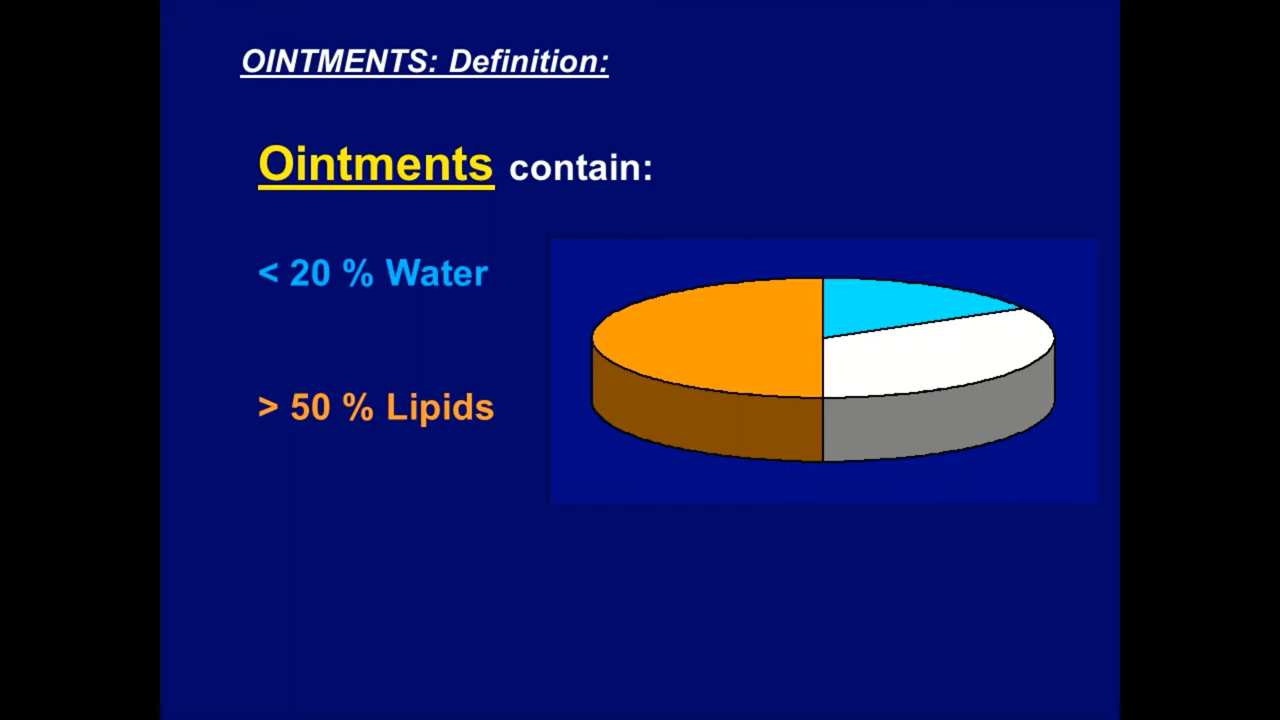 OINTMENTS: Definition:
Ointments contain:
< 20 % Water
> 50 % Lipids